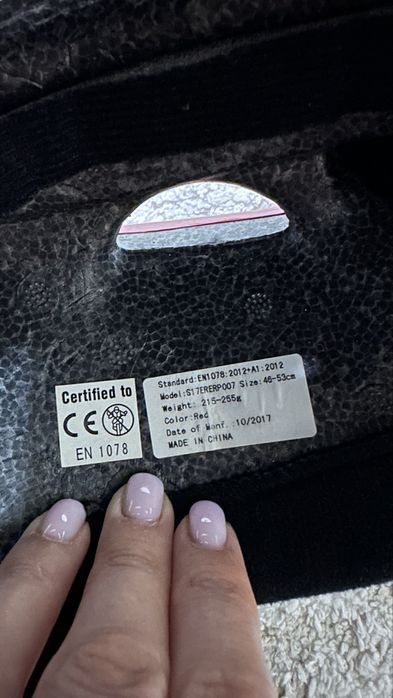 Certified to
CE
EN 1078
Standard:EN1078:2012+A1:2012
Model:S17ERERP007 Size:46-53cm
Weight: 215-255g
Color:Red
Date of Manf.:10/2017
MADE IN CHINA